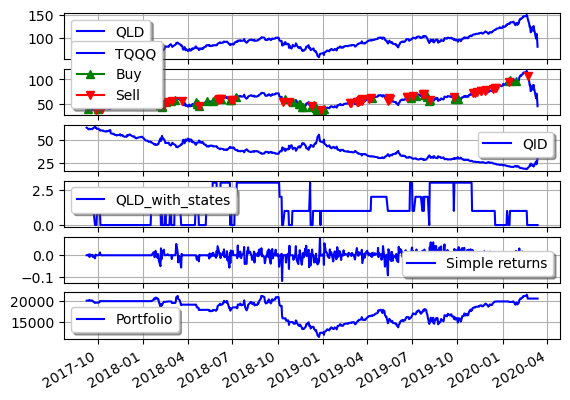 150
100
QLD
TQQQ
Buy
Sell
100
50
50
25
QID
2.5
0.0
QLD_with_states
0.0
−0.1
Simple returns
20000
15000
Portfolio
2017-10
2018-01
2018-04
2018-07
2018-10
2019-01
2019-04
2019-07
2019-10
2020-01
2020-04